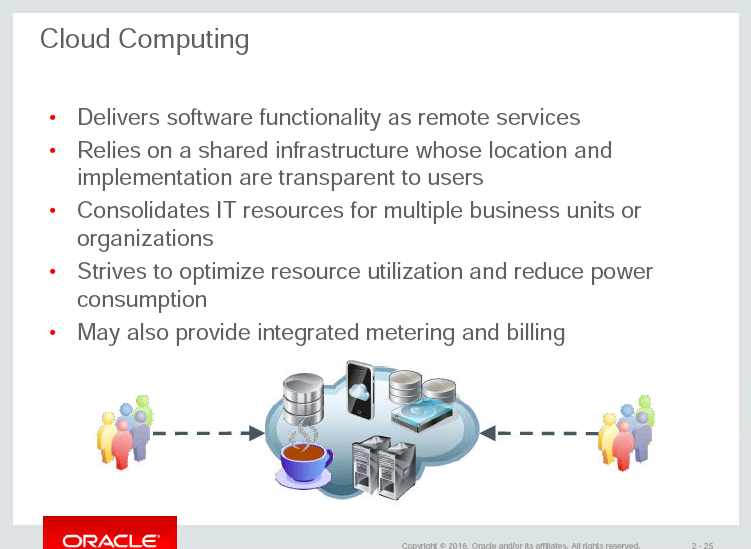 Cloud Computing
• Delivers software functionality as remote services
• Relies on a shared infrastructure whose location and
implementation are transparent to users
• Consolidates IT resources for multiple business units or
organizations
• Strives to optimize resource utilization and reduce power
consumption
• May also provide integrated metering and billing
ORACLE
Copyright © 2016, Oracle and/or its affiliates. All rights reserved.
2 - 25